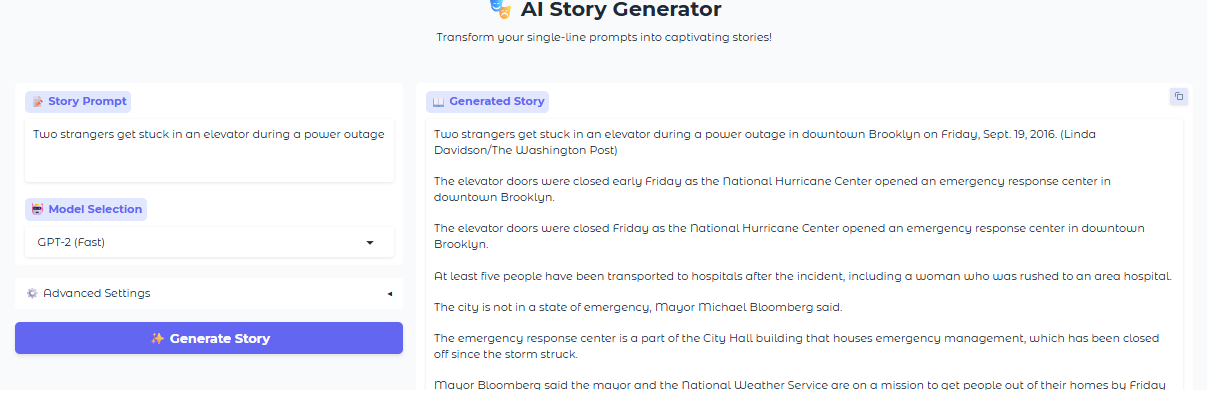 AI Story Generator
Transform your single-line prompts into captivating stories!
Story Prompt
Two strangers get stuck in an elevator during a power outage
Model Selection
GPT-2 (Fast)
Advanced Settings
Generate Story
Generated Story
Two strangers get stuck in an elevator during a power outage in downtown Brooklyn on Friday, Sept. 19, 2016. (Linda
Davidson/The Washington Post)
The elevator doors were closed early Friday as the National Hurricane Center opened an emergency response center in
downtown Brooklyn.
The elevator doors were closed Friday as the National Hurricane Center opened an emergency response center in downtown
Brooklyn.
At least five people have been transported to hospitals after the incident, including a woman who was rushed to an area hospital.
The city is not in a state of emergency, Mayor Michael Bloomberg said.
The emergency response center is a part of the City Hall building that houses emergency management, which has been closed
off since the storm struck.
Mayor Bloomberg said the mayor and the National Weather Service are on a mission to get people out of their homes by Friday